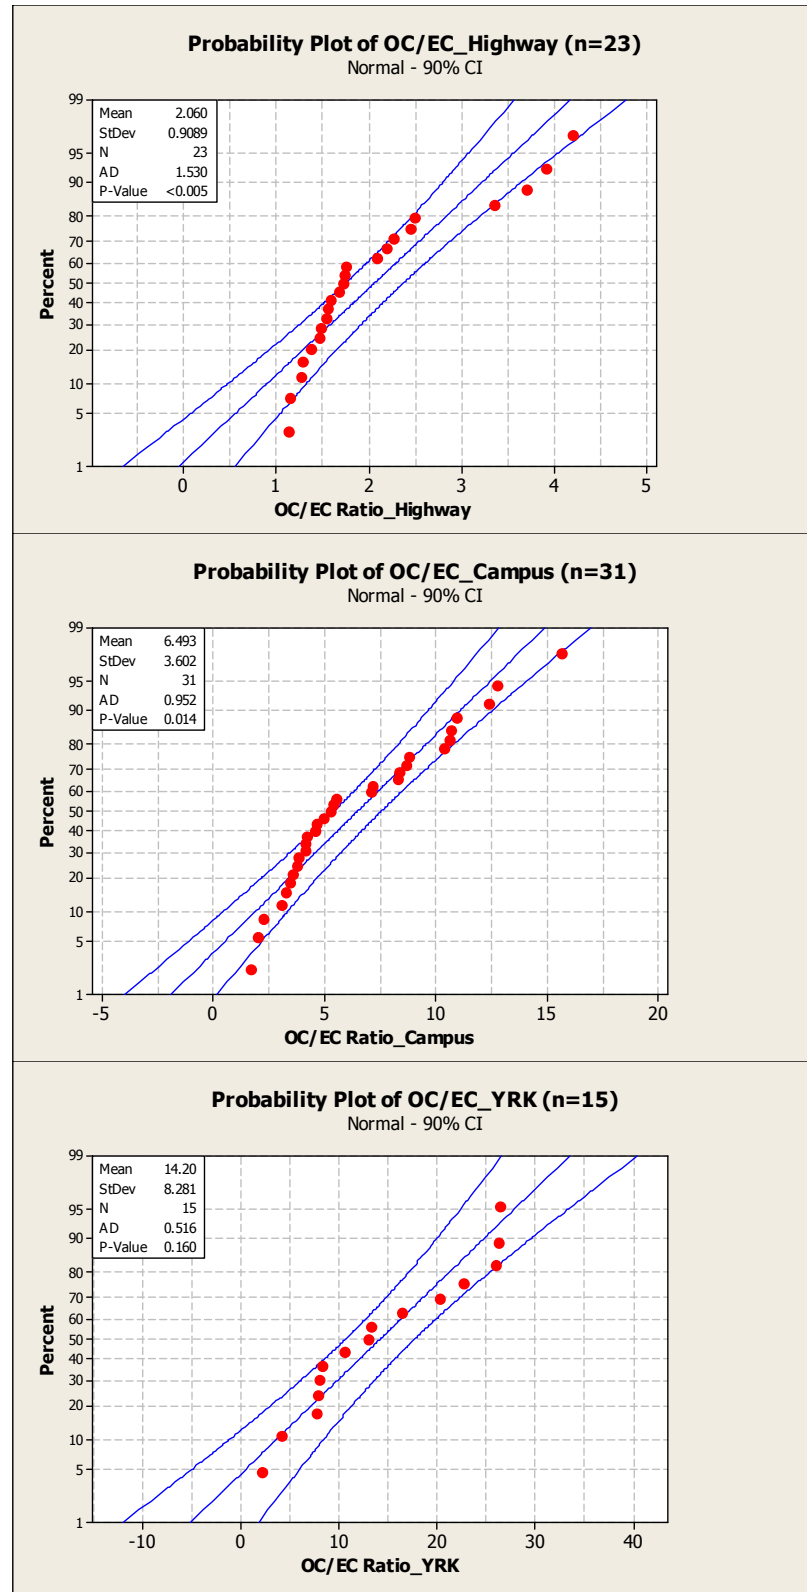 Probability Plot of OC/EC_Highway (n=23)
Normal - 90% CI
Mean 2.060
StDev 0.9089
N 23
AD 1.530
P-Value <0.005
Percent
99
95
90
80
70
60
50
40
30
20
10
5
1
0 1 2 3 4 5
OC/EC Ratio_Highway
Probability Plot of OC/EC_Campus (n=31)
Normal - 90% CI
Mean 6.493
StDev 3.602
N 31
AD 0.952
P-Value 0.014
Percent
99
95
90
80
70
60
50
40
30
20
10
5
1
-5 0 5 10 15 20
OC/EC Ratio_Campus
Probability Plot of OC/EC_YRK (n=15)
Normal - 90% CI
Mean 14.20
StDev 8.281
N 15
AD 0.516
P-Value 0.160
Percent
99
95
90
80
70
60
50
40
30
20
10
5
1
-10 0 10 20 30 40
OC/EC Ratio_YRK